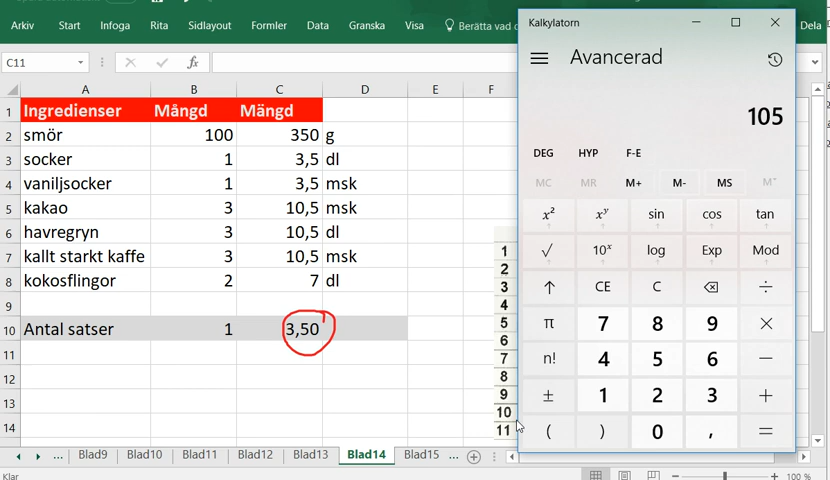 Kalkylatorn
Arkiv Start Infoga Rita Sidlayout Formler Data Granska Visa Berätta vad Dela
C11 fx
Avancerad
105
DEG HYP F-E
MC MR M+ M- MS M˅
x² xʸ sin cos tan
√ 10ˣ log Exp Mod
↑ CE C ÷
π 7 8 9 ×
n! 4 5 6 −
± 1 2 3 +
( ) 0 , =
A B C D E F
1 Ingredienser Mångd Mängd
2 smör 100 350 g
3 socker 1 3,5 dl
4 vaniljsocker 1 3,5 msk
5 kakao 3 10,5 msk
6 havregryn 3 10,5 dl
7 kallt starkt kaffe 3 10,5 msk
8 kokosflingor 2 7 dl
9
10 Antal satser 1 3,50
11
12
13
14
1
2
3
4
5
6
7
8
9
10
11
... Blad9 Blad10 Blad11 Blad12 Blad13 Blad14 Blad15 ...
Klar 100 %